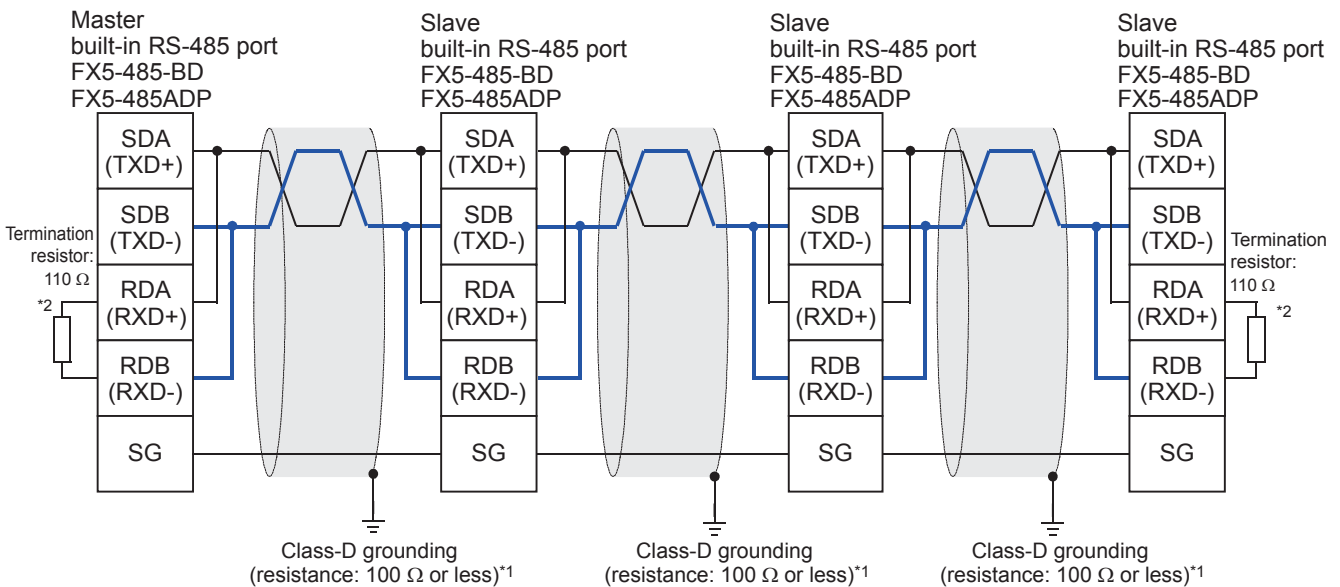 Master
built-in RS-485 port
FX5-485-BD
FX5-485ADP
Slave
built-in RS-485 port
FX5-485-BD
FX5-485ADP
Slave
built-in RS-485 port
FX5-485-BD
FX5-485ADP
Slave
built-in RS-485 port
FX5-485-BD
FX5-485ADP
SDA
(TXD+)
SDB
(TXD-)
RDA
(RXD+)
RDB
(RXD-)
SG
SDA
(TXD+)
SDB
(TXD-)
RDA
(RXD+)
RDB
(RXD-)
SG
SDA
(TXD+)
SDB
(TXD-)
RDA
(RXD+)
RDB
(RXD-)
SG
SDA
(TXD+)
SDB
(TXD-)
RDA
(RXD+)
RDB
(RXD-)
SG
Termination
resistor:
110 Ω
*2
Termination
resistor:
110 Ω
*2
Class-D grounding
(resistance: 100 Ω or less)*1
Class-D grounding
(resistance: 100 Ω or less)*1
Class-D grounding
(resistance: 100 Ω or less)*1